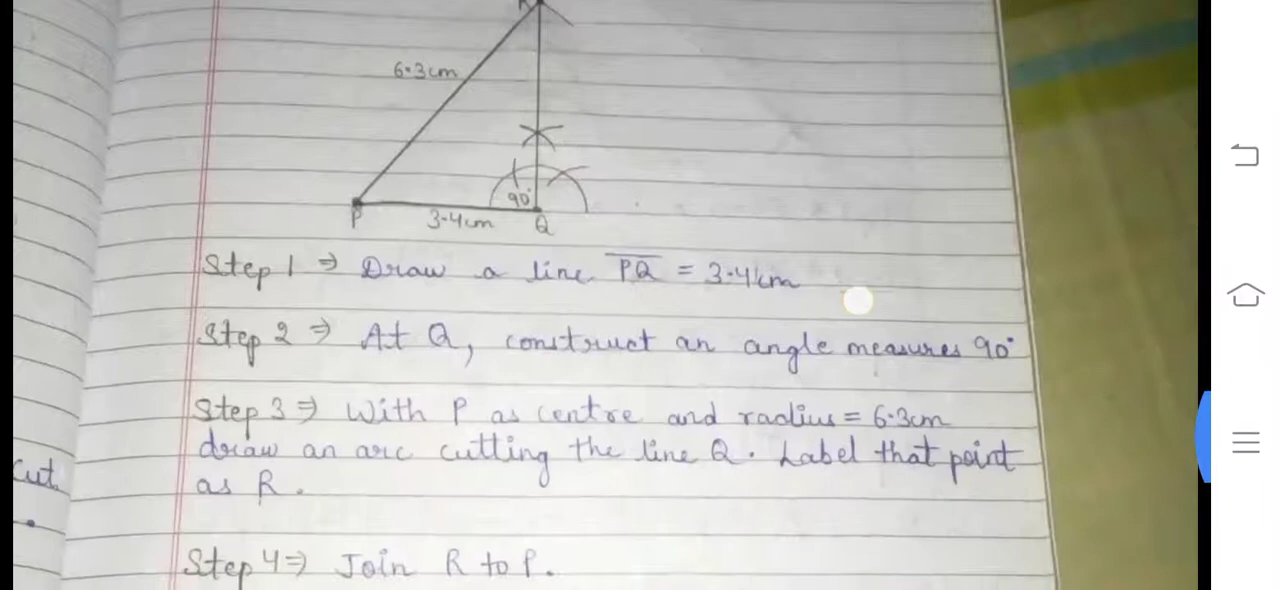 R
6.3cm
90°
P
3.4cm
Q
Step 1 ⇒ Draw a line PQ = 3.4cm
Step 2 ⇒ At Q, construct an angle measures 90°
Step 3 ⇒ With P as centre and radius = 6.3cm
draw an arc cutting the line Q. Label that point
as R.
cut
Step 4 ⇒ Join R to P.